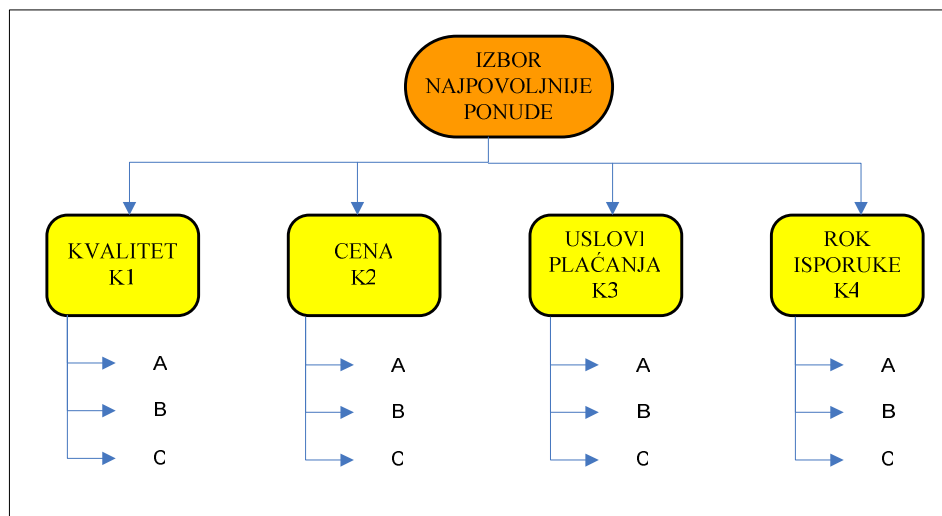 IZBOR
NAJPOVOLJNIJE
PONUDE
KVALITET
K1
CENA
K2
USLOVI
PLAĆANJA
K3
ROK
ISPORUKE
K4
A
B
C
A
B
C
A
B
C
A
B
C